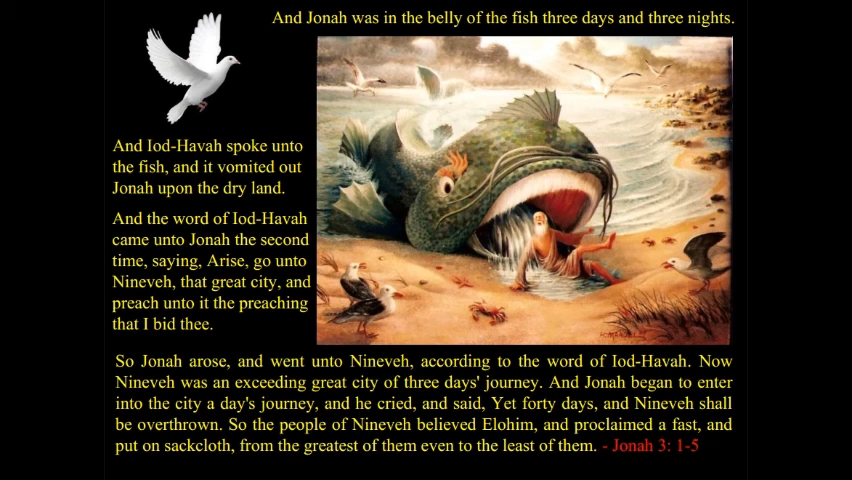 And Jonah was in the belly of the fish three days and three nights.
And Iod-Havah spoke unto
the fish, and it vomited out
Jonah upon the dry land.
And the word of Iod-Havah
came unto Jonah the second
time, saying, Arise, go unto
Nineveh, that great city, and
preach unto it the preaching
that I bid thee.
So Jonah arose, and went unto Nineveh, according to the word of Iod-Havah. Now
Nineveh was an exceeding great city of three days' journey. And Jonah began to enter
into the city a day's journey, and he cried, and said, Yet forty days, and Nineveh shall
be overthrown. So the people of Nineveh believed Elohim, and proclaimed a fast, and
put on sackcloth, from the greatest of them even to the least of them. - Jonah 3: 1-5